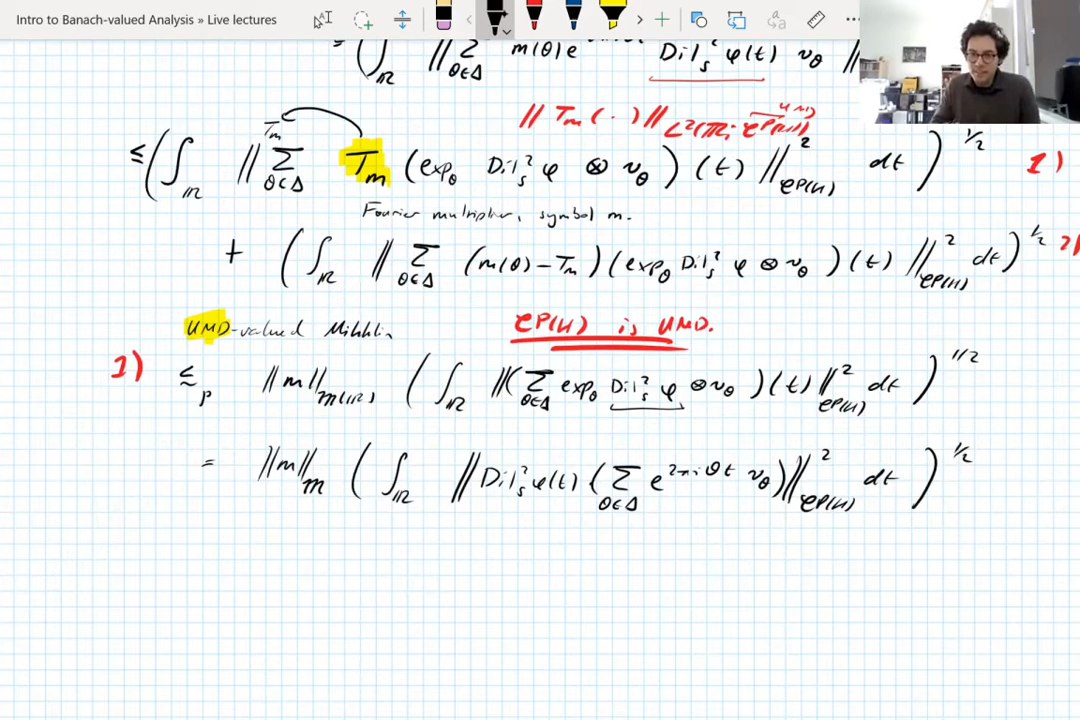 Intro to Banach-valued Analysis » Live lectures
( ∫_ℝ ‖ Σ_{θ∈Δ} m(θ)e Dil_s^2 φ(t) v_θ ‖
‖ T_m(·) ‖_{L²(ℝ; 𝒞^p(H))} UMD
T_m
≤ ( ∫_ℝ ‖ Σ_{θ∈Δ} T_m (exp_θ Dil_s^2 φ ⊗ v_θ)(t) ‖²_{𝒞^p(H)} dt )^{1/2} 1)
Fourier multiplier, symbol m.
+ ( ∫_ℝ ‖ Σ_{θ∈Δ} (m(θ) - T_m)(exp_θ Dil_s^2 φ ⊗ v_θ)(t) ‖²_{𝒞^p(H)} dt )^{1/2} 2)
UMD-valued Mihhlin 𝒞^p(H) is UMD.
1) ≲_p ‖m‖_{𝔪(ℝ)} ( ∫_ℝ ‖( Σ_{θ∈Δ} exp_θ Dil_s^2 φ ⊗ v_θ )(t) ‖²_{𝒞^p(H)} dt )^{1/2}
= ‖m‖_𝔪 ( ∫_ℝ ‖ Dil_s^2 φ(t) ( Σ_{θ∈Δ} e^{2πiθt} v_θ ) ‖²_{𝒞^p(H)} dt )^{1/2}